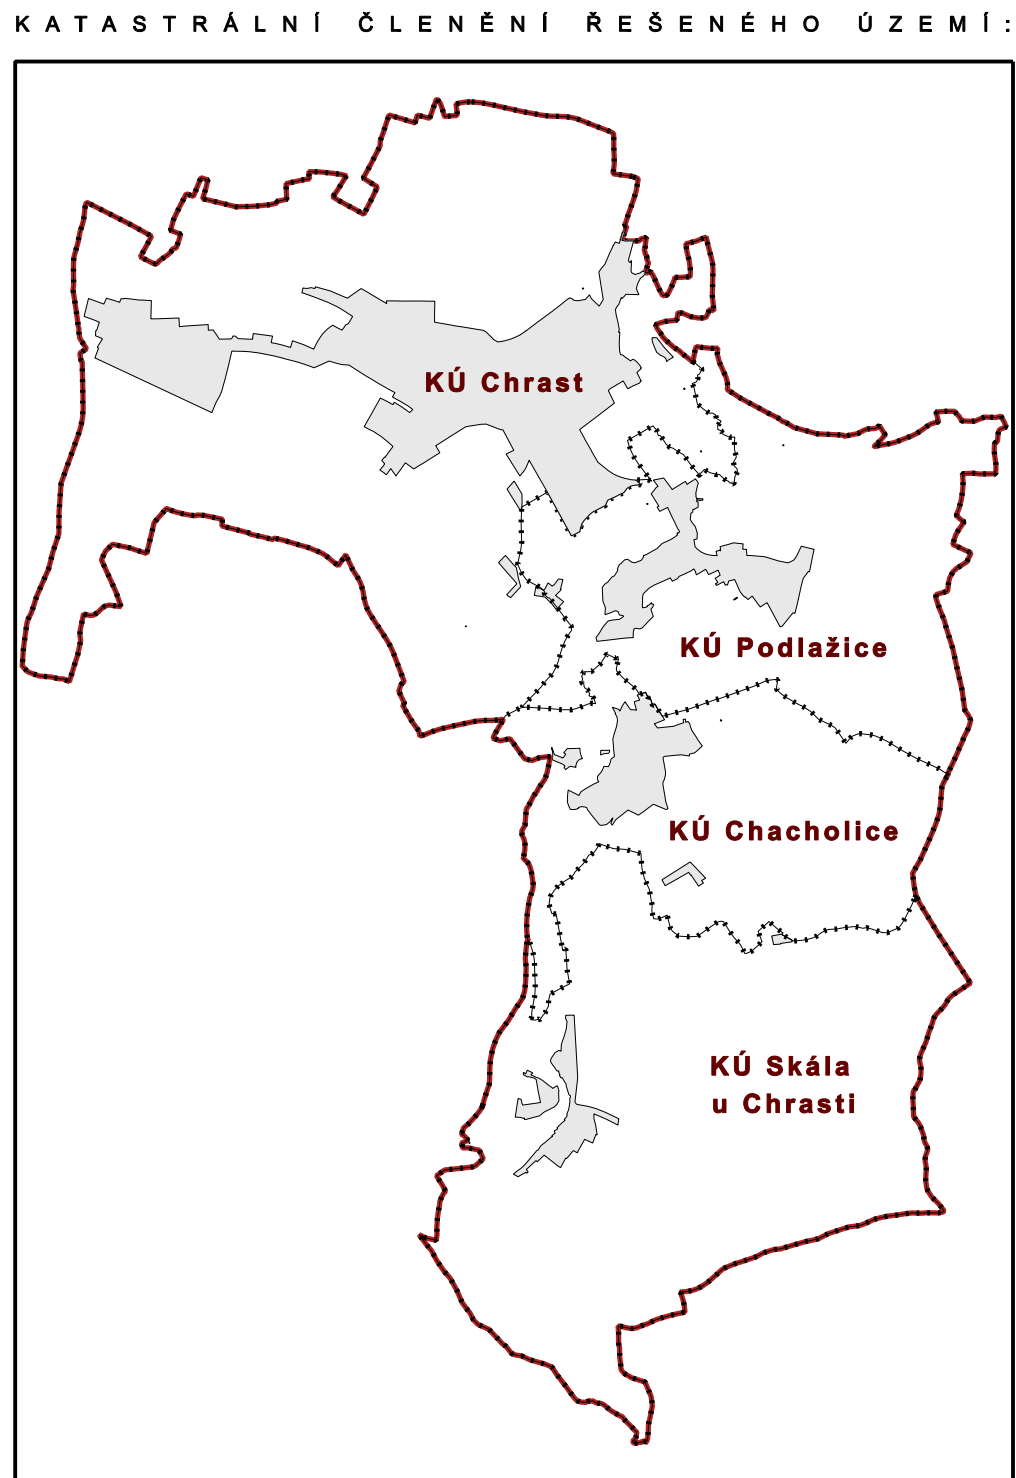 KATASTRÁLNÍ ČLENĚNÍ ŘEŠENÉHO ÚZEMÍ:
KÚ Chrast
KÚ Podlažice
KÚ Chacholice
KÚ Skála
u Chrasti